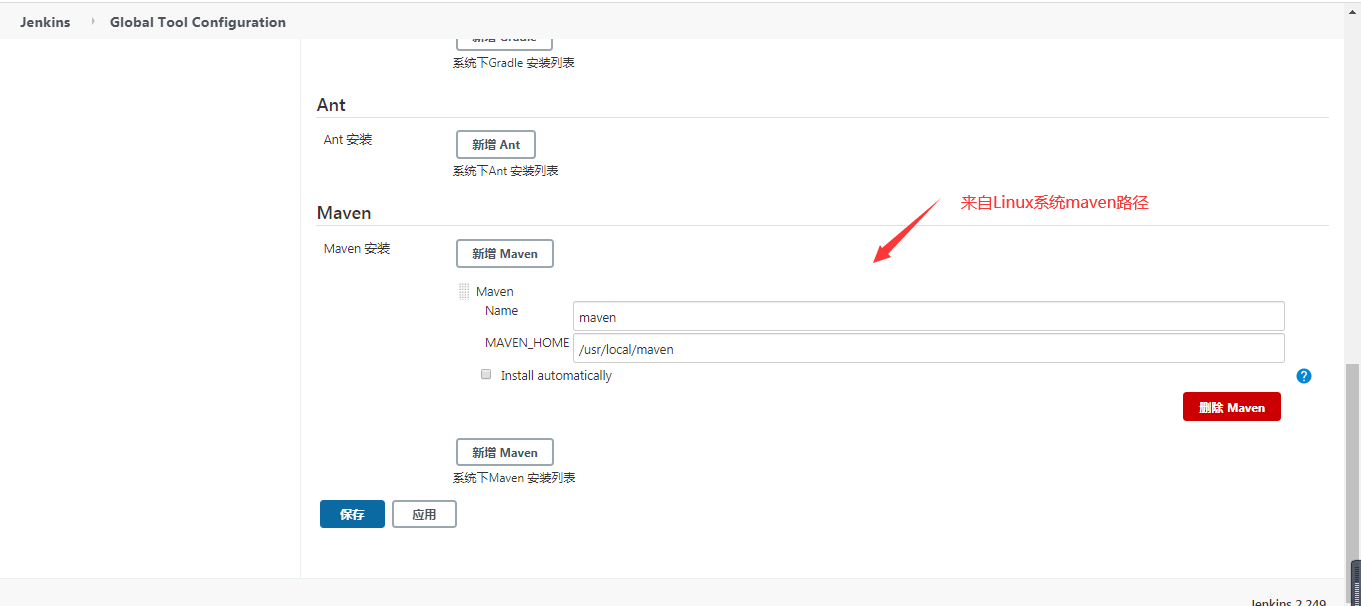 Jenkins
Global Tool Configuration
新增 Gradle
系统下Gradle 安装列表
Ant
Ant 安装
新增 Ant
系统下Ant 安装列表
来自Linux系统maven路径
Maven
Maven 安装
新增 Maven
Maven
Name
maven
MAVEN_HOME
/usr/local/maven
Install automatically
?
删除 Maven
新增 Maven
系统下Maven 安装列表
保存
应用
Jenkins 2.249